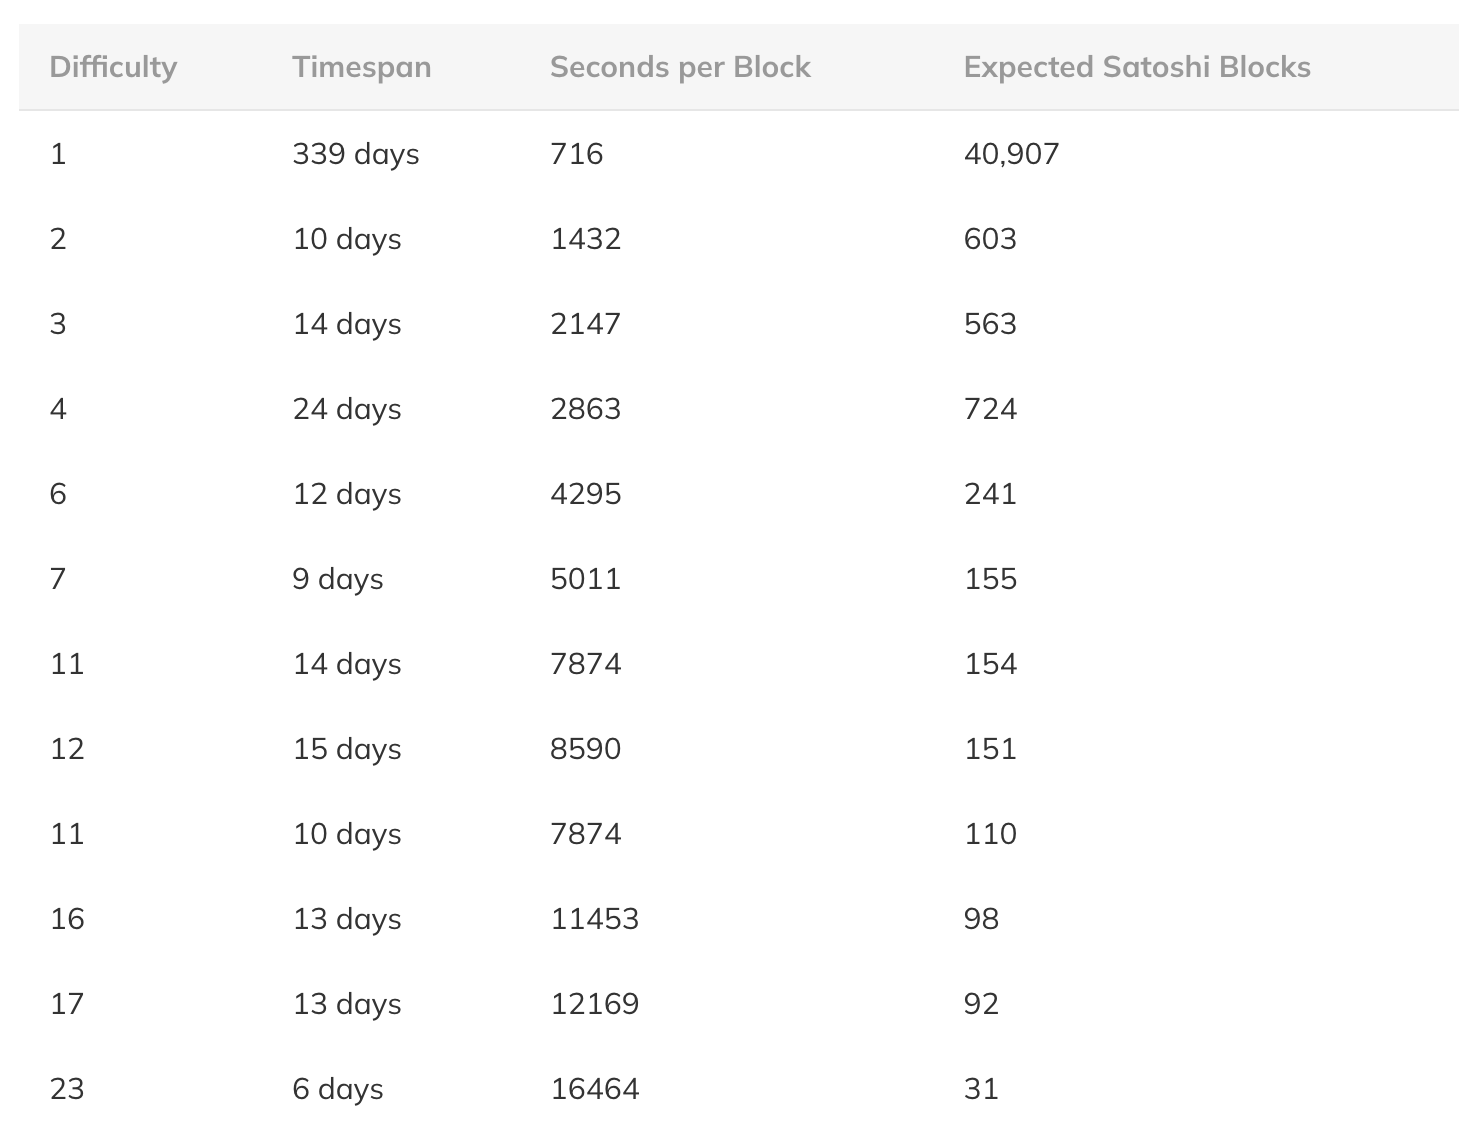 Difficulty Timespan Seconds per Block Expected Satoshi Blocks
1 339 days 716 40,907
2 10 days 1432 603
3 14 days 2147 563
4 24 days 2863 724
6 12 days 4295 241
7 9 days 5011 155
11 14 days 7874 154
12 15 days 8590 151
11 10 days 7874 110
16 13 days 11453 98
17 13 days 12169 92
23 6 days 16464 31